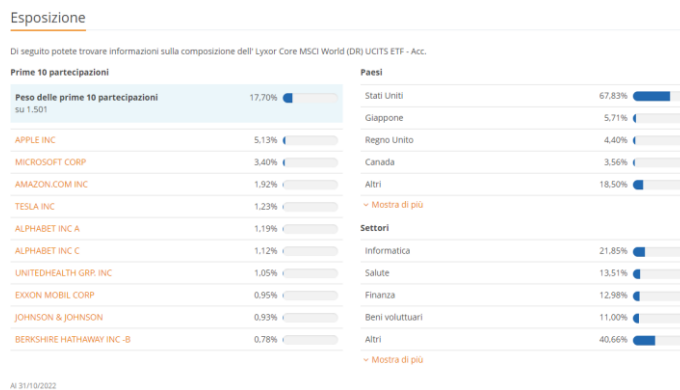 Esposizione
Di seguito potete trovare informazioni sulla composizione dell' Lyxor Core MSCI World (DR) UCITS ETF - Acc.
Prime 10 partecipazioni
Peso delle prime 10 partecipazioni 17,70%
su 1.501
APPLE INC 5,13%
MICROSOFT CORP 3,40%
AMAZON.COM INC 1,92%
TESLA INC 1,23%
ALPHABET INC A 1,19%
ALPHABET INC C 1,12%
UNITEDHEALTH GRP. INC 1,05%
EXXON MOBIL CORP 0,95%
JOHNSON & JOHNSON 0,93%
BERKSHIRE HATHAWAY INC -B 0,78%
Paesi
Stati Uniti 67,83%
Giappone 5,71%
Regno Unito 4,40%
Canada 3,56%
Altri 18,50%
Mostra di più
Settori
Informatica 21,85%
Salute 13,51%
Finanza 12,98%
Beni voluttuari 11,00%
Altri 40,66%
Mostra di più
Al 31/10/2022